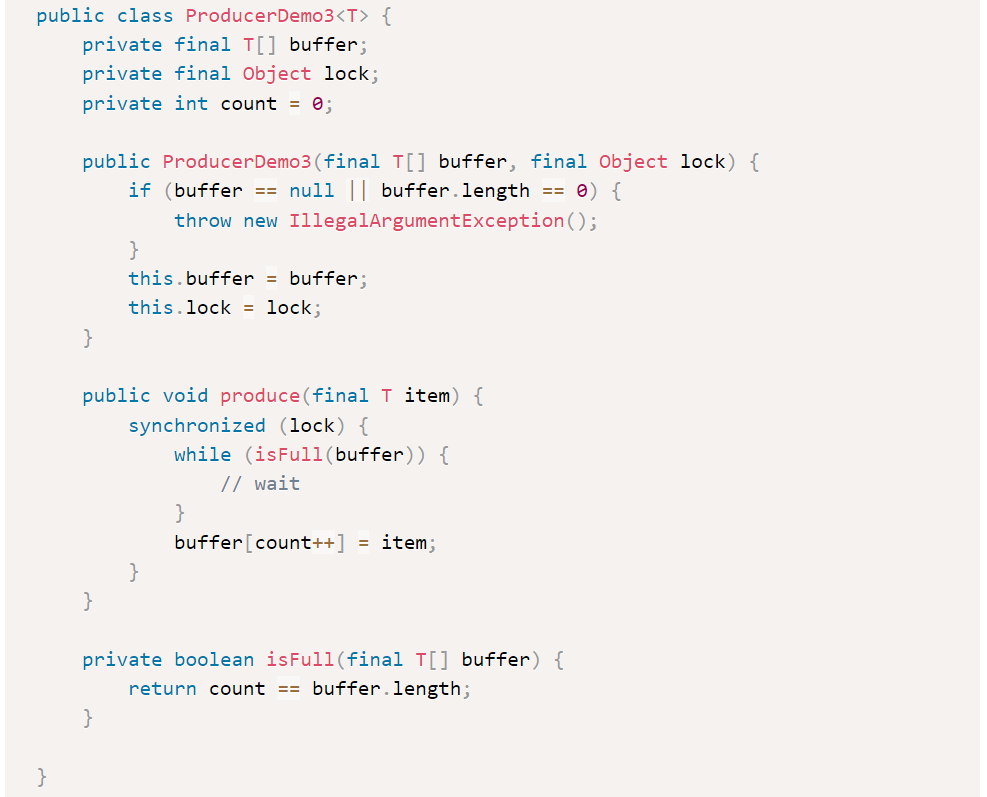 public class ProducerDemo3<T> {
    private final T[] buffer;
    private final Object lock;
    private int count = 0;

    public ProducerDemo3(final T[] buffer, final Object lock) {
        if (buffer == null || buffer.length == 0) {
            throw new IllegalArgumentException();
        }
        this.buffer = buffer;
        this.lock = lock;
    }

    public void produce(final T item) {
        synchronized (lock) {
            while (isFull(buffer)) {
                // wait
            }
            buffer[count++] = item;
        }
    }

    private boolean isFull(final T[] buffer) {
        return count == buffer.length;
    }

}